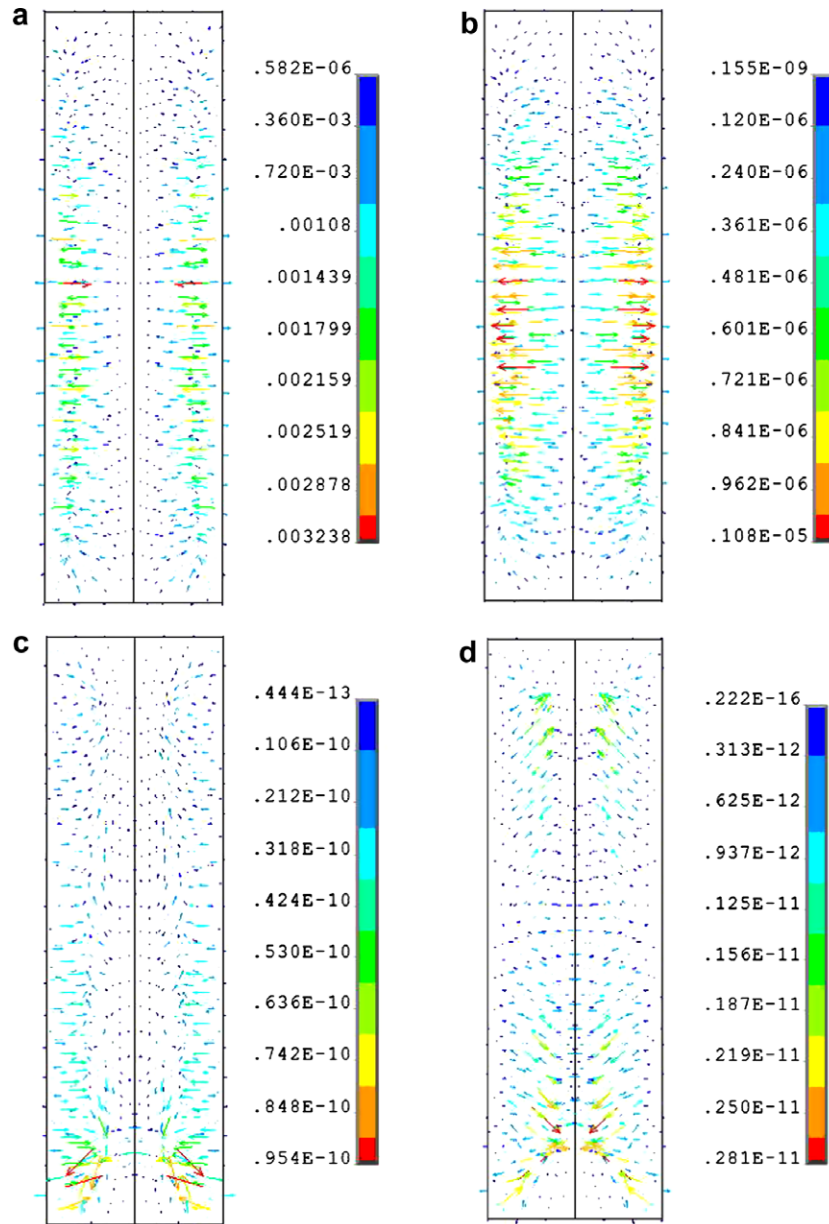 a
.582E-06
.360E-03
.720E-03
.00108
.001439
.001799
.002159
.002519
.002878
.003238
b
.155E-09
.120E-06
.240E-06
.361E-06
.481E-06
.601E-06
.721E-06
.841E-06
.962E-06
.108E-05
c
.444E-13
.106E-10
.212E-10
.318E-10
.424E-10
.530E-10
.636E-10
.742E-10
.848E-10
.954E-10
d
.222E-16
.313E-12
.625E-12
.937E-12
.125E-11
.156E-11
.187E-11
.219E-11
.250E-11
.281E-11